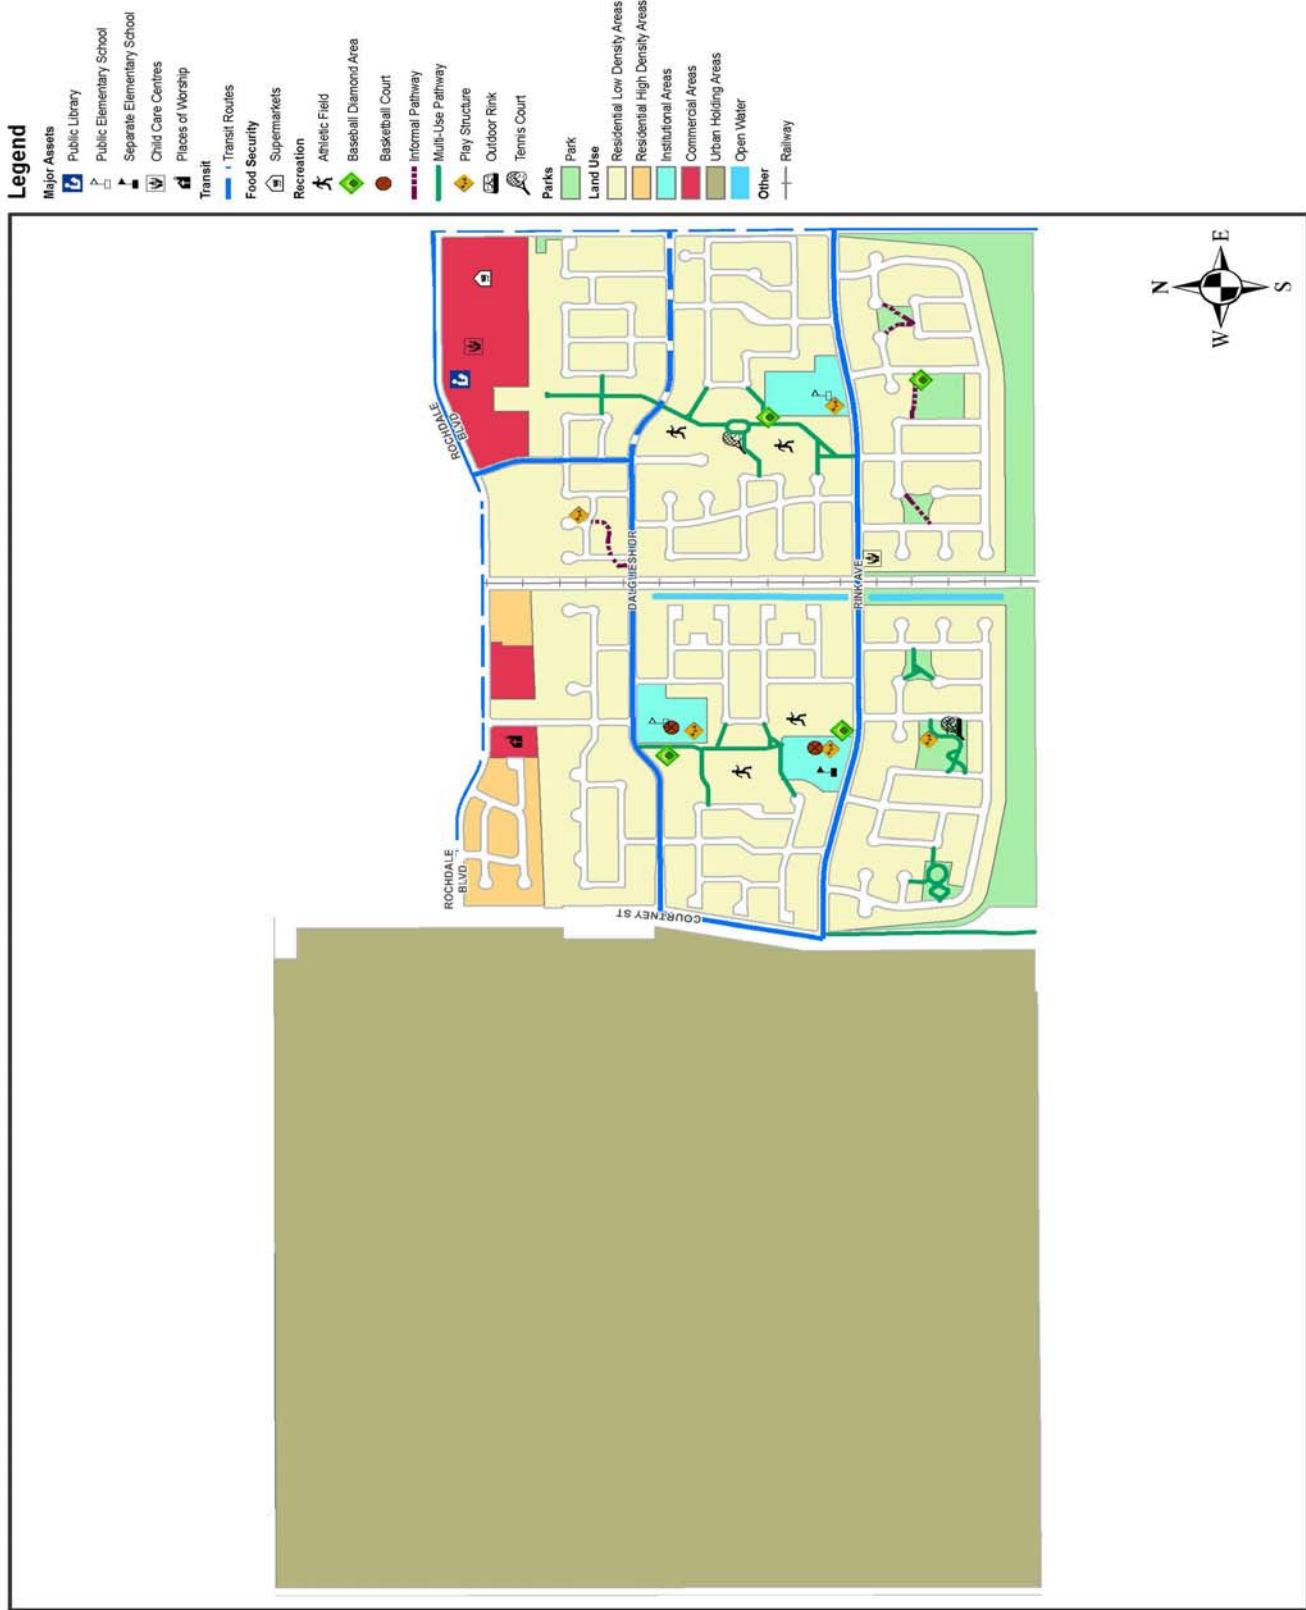 Legend
Major Assets
Public Library
Public Elementary School
Separate Elementary School
Child Care Centres
Places of Worship
Transit
Transit Routes
Food Security
Supermarkets
Recreation
Athletic Field
Baseball Diamond Area
Basketball Court
Informal Pathway
Multi-Use Pathway
Play Structure
Outdoor Rink
Tennis Court
Parks
Park
Land Use
Residential Low Density Areas
Residential High Density Areas
Institutional Areas
Commercial Areas
Urban Holding Areas
Open Water
Other
Railway
ROCHDALE
BLVD
DALGLIESH DR
RINK AVE
ROCHDALE
BLVD
COURTNEY ST
N
W
E
S